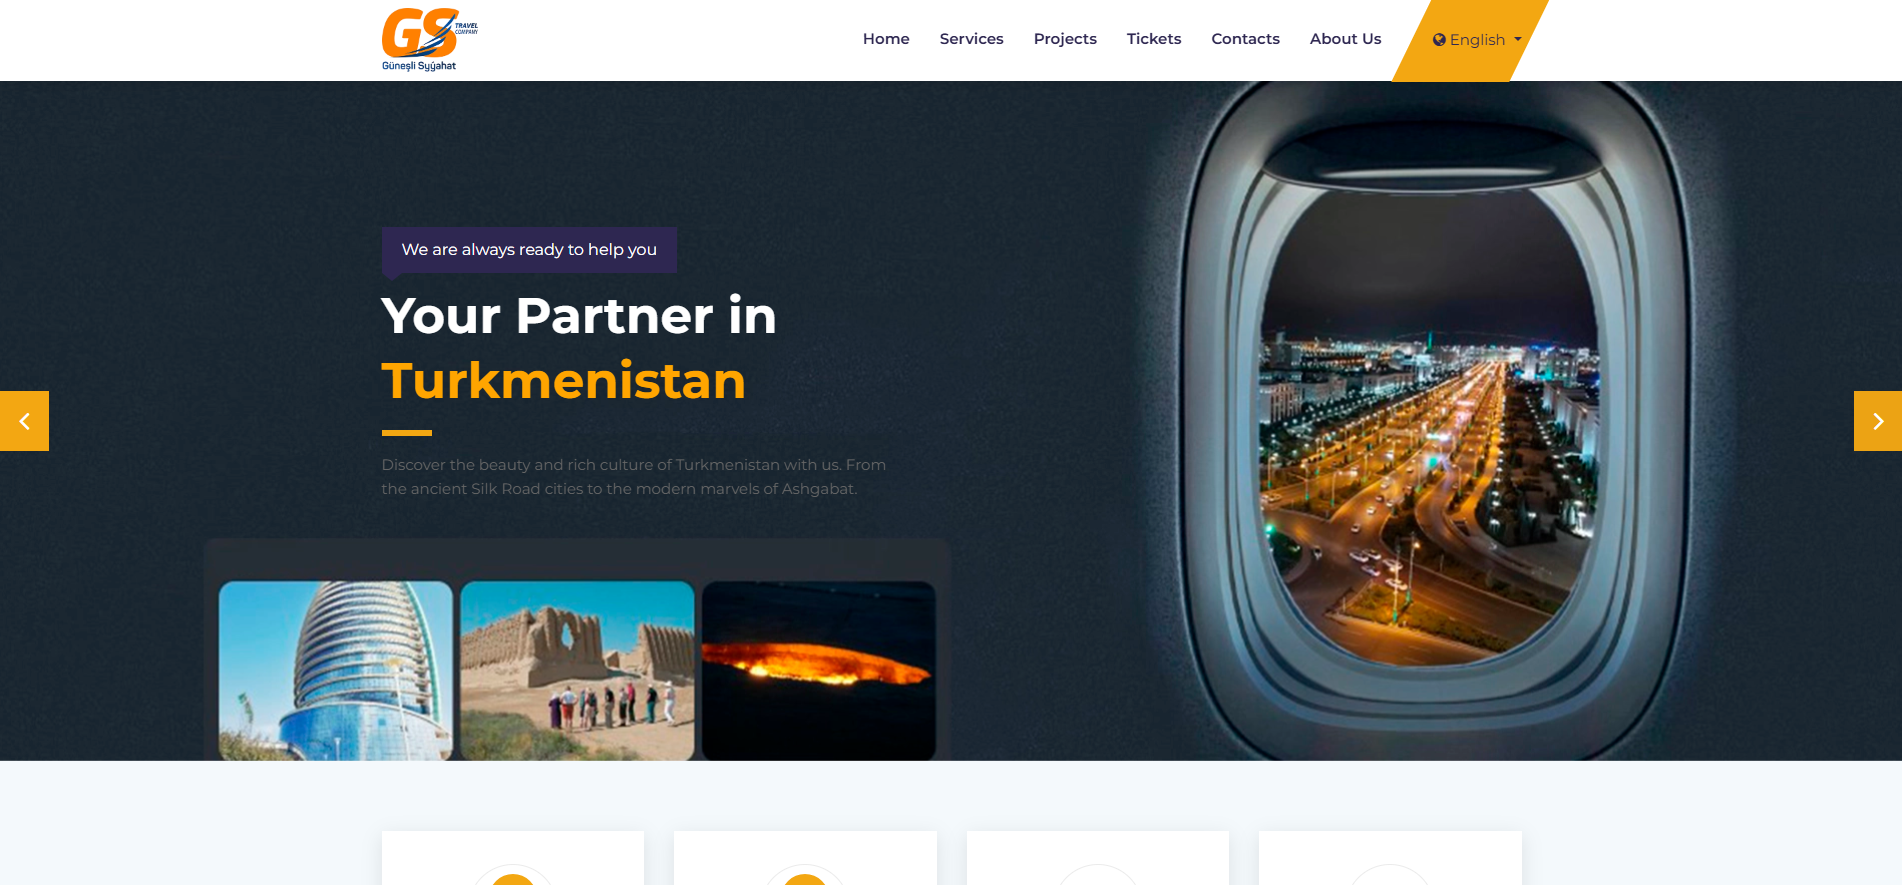 GS
TRAVEL
COMPANY
Güneşli Syýahat
Home
Services
Projects
Tickets
Contacts
About Us
English
We are always ready to help you
Your Partner in
Turkmenistan
Discover the beauty and rich culture of Turkmenistan with us. From
the ancient Silk Road cities to the modern marvels of Ashgabat.